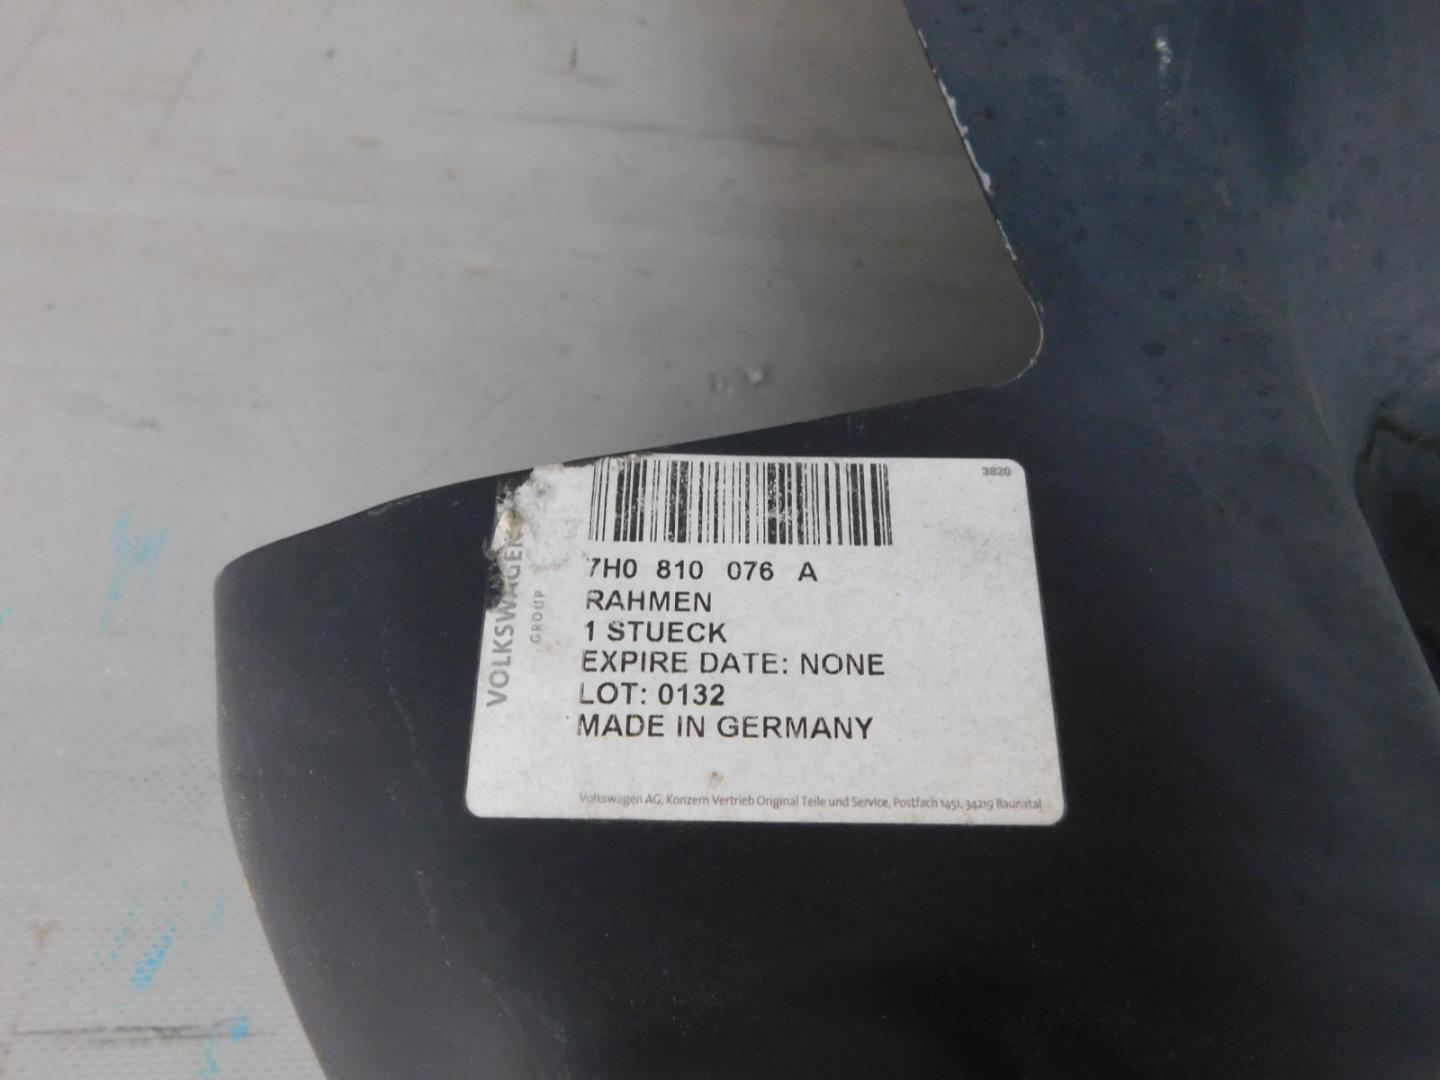 3820
7H0 810 076 A
RAHMEN
1 STUECK
EXPIRE DATE: NONE
LOT: 0132
MADE IN GERMANY
VOLKSWAGEN
GROUP
Volkswagen AG, Konzern Vertrieb Original Teile und Service, Postfach 1451, 34219 Baunatal